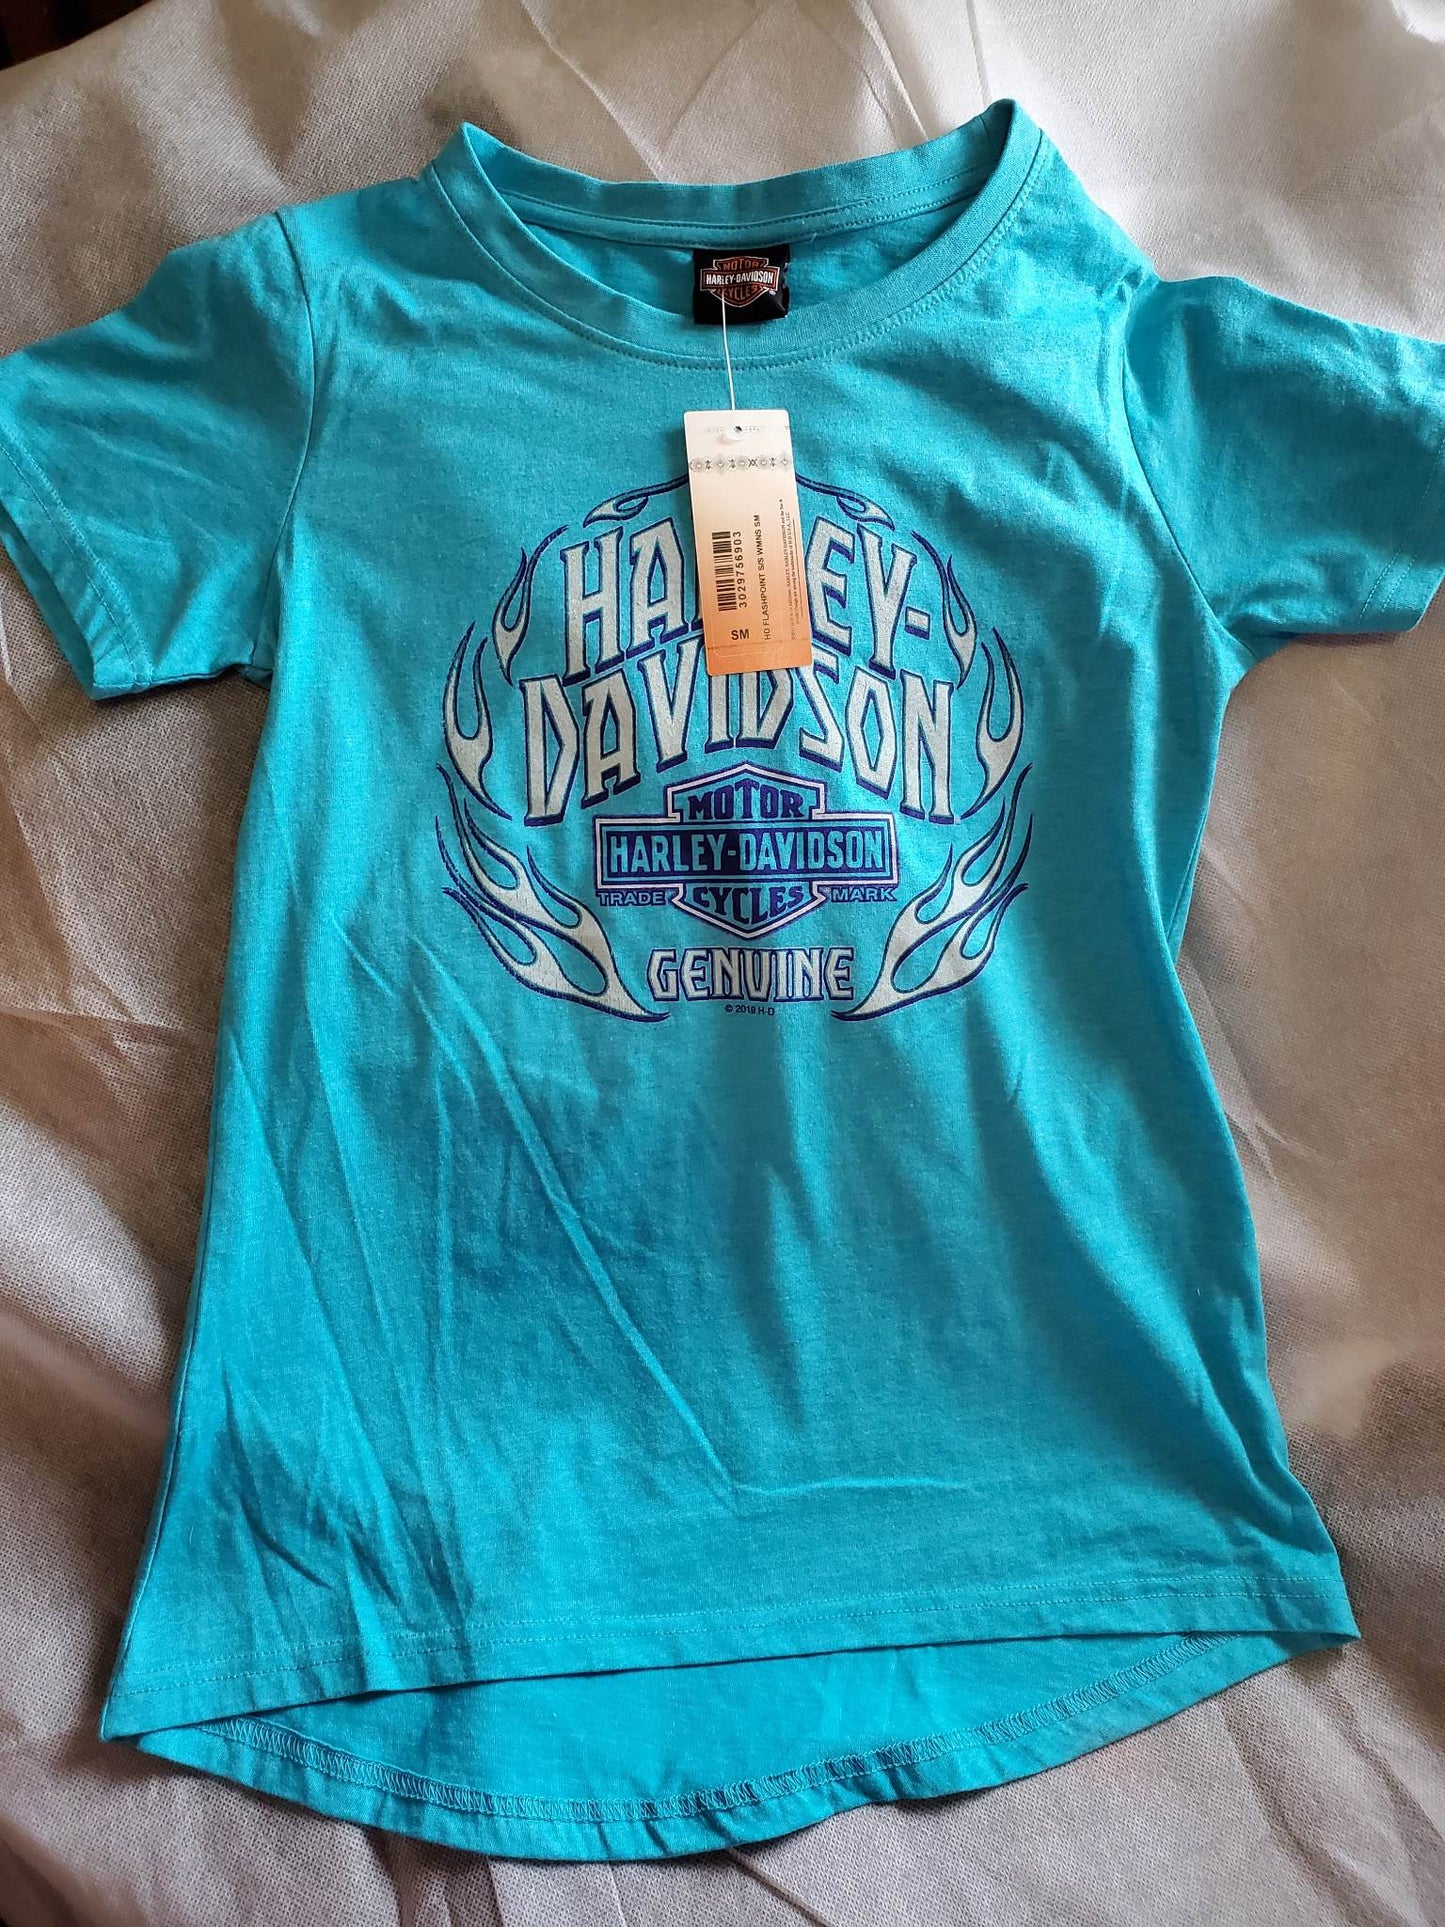 MOTOR
HARLEY-DAVIDSON
CYCLES
3029756903
SM
HD FLASHPOINT S/S WMNS SM
HARLEY-
DAVIDSON
MOTOR
HARLEY-DAVIDSON
TRADE CYCLES MARK
GENUINE
© 2018 H-D